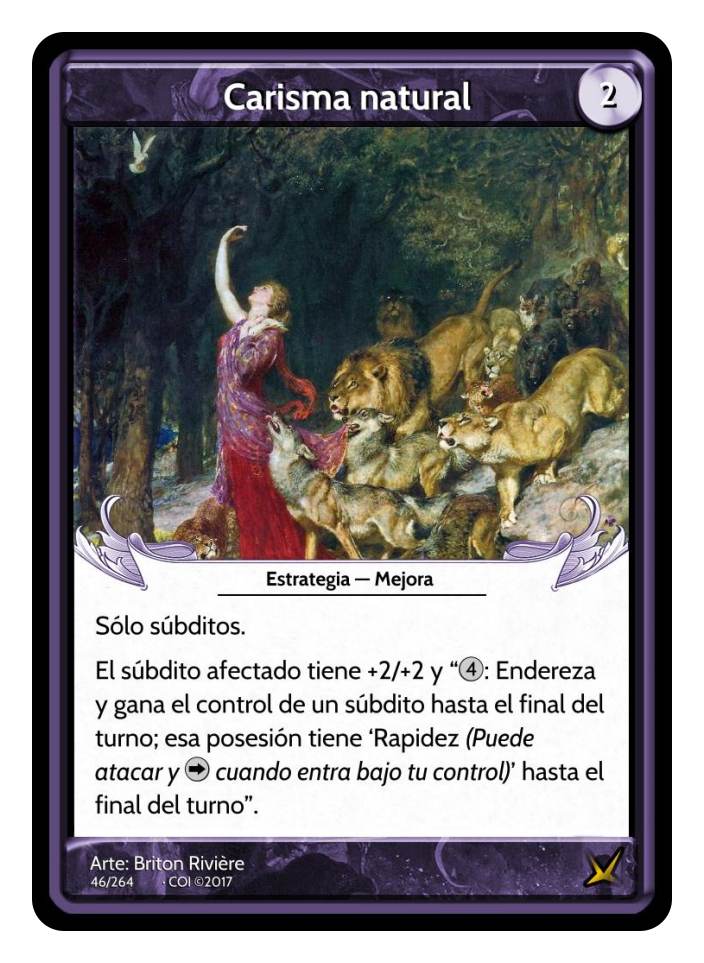 Carisma natural
2
Estrategia — Mejora
Sólo súbditos.
El súbdito afectado tiene +2/+2 y “④: Endereza
y gana el control de un súbdito hasta el final del
turno; esa posesión tiene ‘Rapidez (Puede
atacar y ➡ cuando entra bajo tu control)’ hasta el
final del turno”.
Arte: Briton Rivière
46/264 · COI ©2017